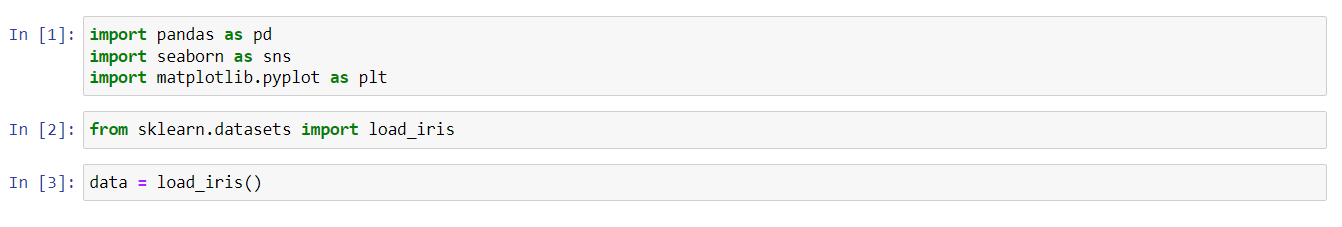 In [1]: import pandas as pd
import seaborn as sns
import matplotlib.pyplot as plt
In [2]: from sklearn.datasets import load_iris
In [3]: data = load_iris()